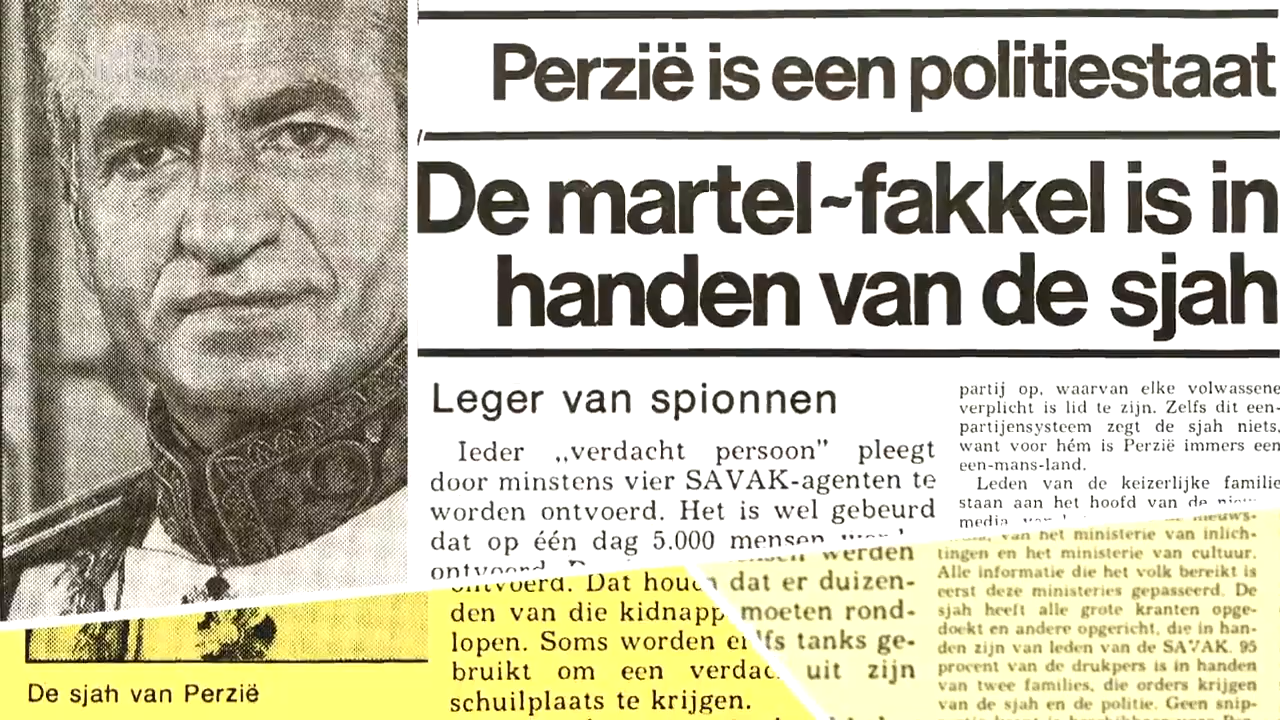 Perzië is een politiestaat
De martel~fakkel is in
handen van de sjah
Leger van spionnen
Ieder „verdacht persoon" pleegt
door minstens vier SAVAK-agenten te
worden ontvoerd. Het is wel gebeurd
dat op één dag 5.000 mensen
werden
ontvoerd. Dat houdt dat er duizen-
den van die kidnapp moeten rond-
lopen. Soms worden er lfs tanks ge-
bruikt om een verdac uit zijn
schuilplaats te krijgen.
partij op, waarvan elke volwassene
verplicht is lid te zijn. Zelfs dit een-
partijensysteem zegt de sjah niets,
want voor hém is Perzië immers een
een-mans-land.
Leden van de keizerlijke familie
staan aan het hoofd van de nieuws-
media, van het ministerie van inlich-
tingen en het ministerie van cultuur.
Alle informatie die het volk bereikt is
eerst deze ministeries gepasseerd. De
sjah heeft alle grote kranten opge-
doekt en andere opgericht, die in han-
den zijn van leden van de SAVAK. 95
procent van de drukpers is in handen
van twee families, die orders krijgen
van de sjah en de politie. Geen snip-
De sjah van Perzië